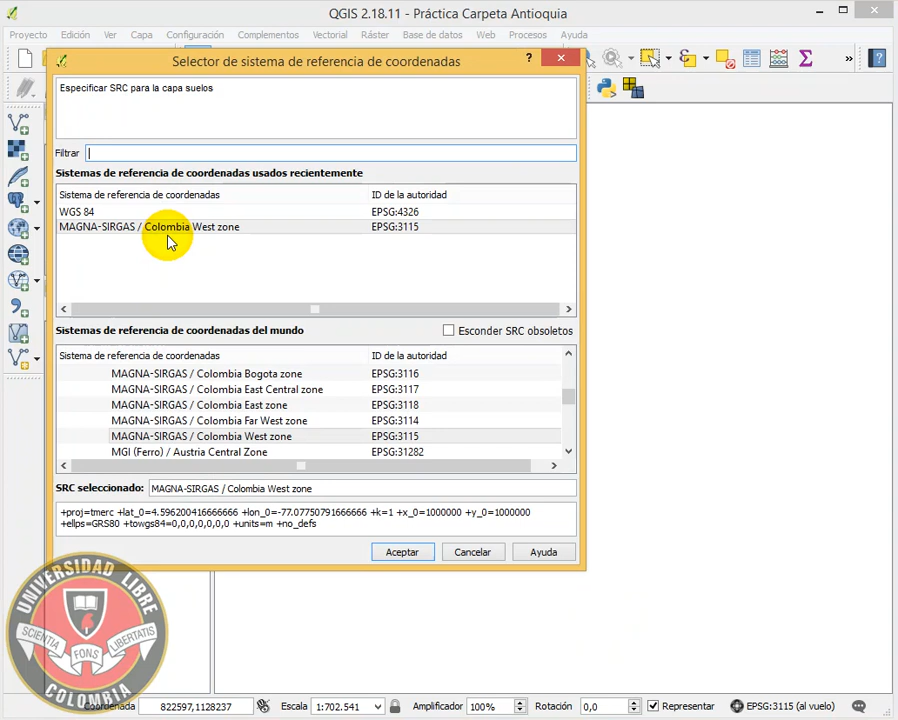 QGIS 2.18.11 - Práctica Carpeta Antioquia
Proyecto Edición Ver Capa Configuración Complementos Vectorial Ráster Base de datos Web Procesos Ayuda
Selector de sistema de referencia de coordenadas
Especificar SRC para la capa suelos
Filtrar
Sistemas de referencia de coordenadas usados recientemente
Sistema de referencia de coordenadas ID de la autoridad
WGS 84 EPSG:4326
MAGNA-SIRGAS / Colombia West zone EPSG:3115
Sistemas de referencia de coordenadas del mundo Esconder SRC obsoletos
Sistema de referencia de coordenadas ID de la autoridad
MAGNA-SIRGAS / Colombia Bogota zone EPSG:3116
MAGNA-SIRGAS / Colombia East Central zone EPSG:3117
MAGNA-SIRGAS / Colombia East zone EPSG:3118
MAGNA-SIRGAS / Colombia Far West zone EPSG:3114
MAGNA-SIRGAS / Colombia West zone EPSG:3115
MGI (Ferro) / Austria Central Zone EPSG:31282
SRC seleccionado: MAGNA-SIRGAS / Colombia West zone
+proj=tmerc +lat_0=4.596200416666666 +lon_0=-77.07750791666666 +k=1 +x_0=1000000 +y_0=1000000
+ellps=GRS80 +towgs84=0,0,0,0,0,0,0 +units=m +no_defs
Aceptar Cancelar Ayuda
UNIVERSIDAD LIBRE
SCIENTIA FONS LIBERTATIS
COLOMBIA
Coordenada 822597,1128237 Escala 1:702.541 Amplificador 100% Rotación 0,0 Representar EPSG:3115 (al vuelo)